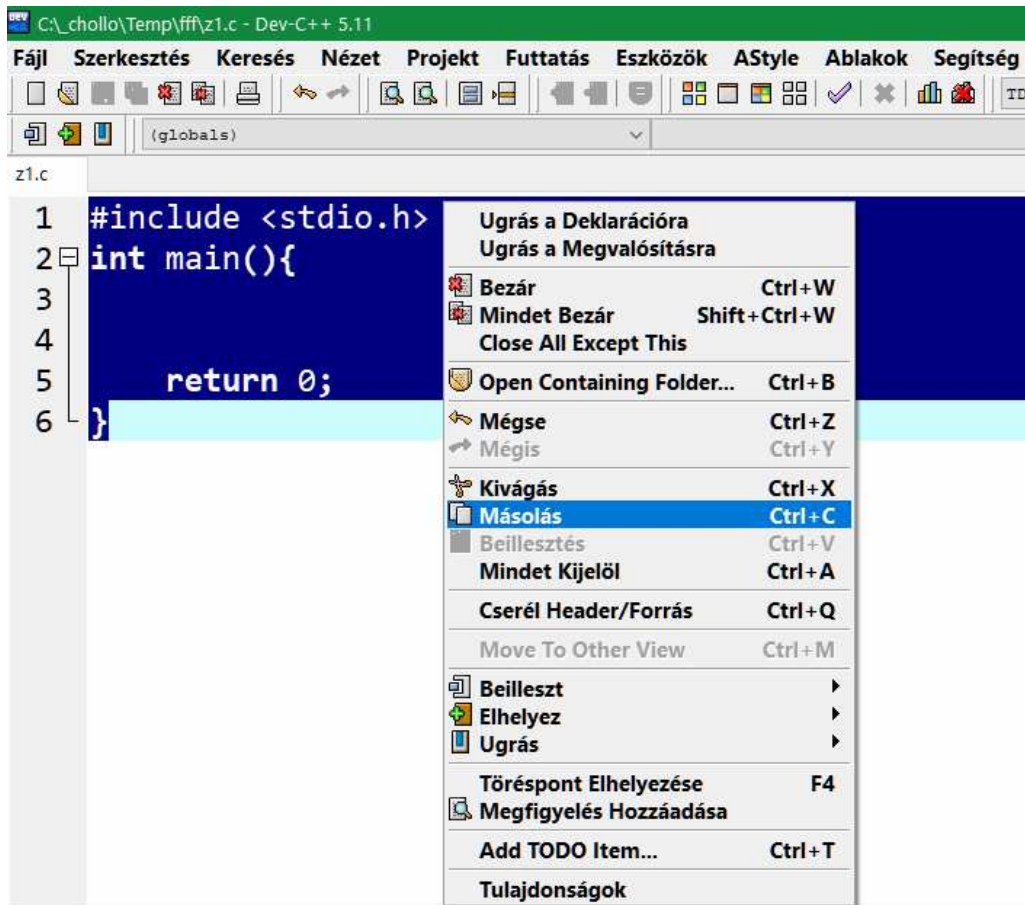 C:\_chollo\Temp\fff\z1.c - Dev-C++ 5.11
Fájl Szerkesztés Keresés Nézet Projekt Futtatás Eszközök AStyle Ablakok Segítség
TD
(globals)
z1.c
1 #include <stdio.h>
2 int main(){
3
4
5 return 0;
6 }
Ugrás a Deklarációra
Ugrás a Megvalósításra
Bezár Ctrl+W
Mindet Bezár Shift+Ctrl+W
Close All Except This
Open Containing Folder... Ctrl+B
Mégse Ctrl+Z
Mégis Ctrl+Y
Kivágás Ctrl+X
Másolás Ctrl+C
Beillesztés Ctrl+V
Mindet Kijelöl Ctrl+A
Cserél Header/Forrás Ctrl+Q
Move To Other View Ctrl+M
Beilleszt
Elhelyez
Ugrás
Töréspont Elhelyezése F4
Megfigyelés Hozzáadása
Add TODO Item... Ctrl+T
Tulajdonságok